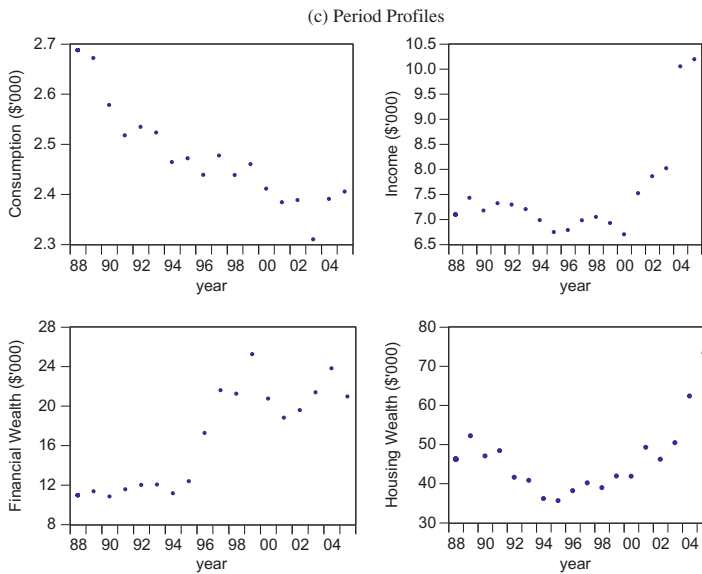 (c) Period Profiles
Consumption ($'000)
2.7
2.6
2.5
2.4
2.3
88 90 92 94 96 98 00 02 04
year
Income ($'000)
10.5
10.0
9.5
9.0
8.5
8.0
7.5
7.0
6.5
88 90 92 94 96 98 00 02 04
year
Financial Wealth ($'000)
28
24
20
16
12
8
88 90 92 94 96 98 00 02 04
year
Housing Wealth ($'000)
80
70
60
50
40
30
88 90 92 94 96 98 00 02 04
year